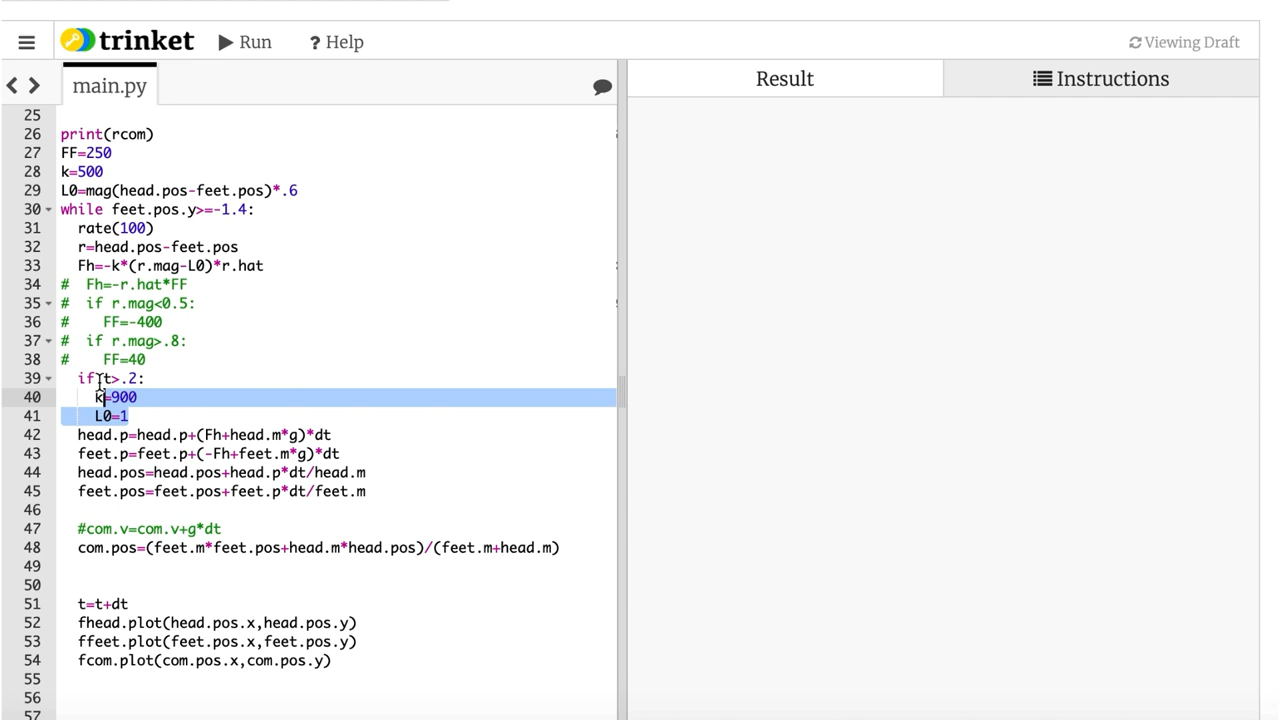 trinket Run ? Help Viewing Draft
main.py Result Instructions
25
26 print(rcom)
27 FF=250
28 k=500
29 L0=mag(head.pos-feet.pos)*.6
30 while feet.pos.y>=-1.4:
31   rate(100)
32   r=head.pos-feet.pos
33   Fh=-k*(r.mag-L0)*r.hat
34 #  Fh=-r.hat*FF
35 #  if r.mag<0.5:
36 #    FF=-400
37 #  if r.mag>.8:
38 #    FF=40
39   if t>.2:
40     k=900
41     L0=1
42   head.p=head.p+(Fh+head.m*g)*dt
43   feet.p=feet.p+(-Fh+feet.m*g)*dt
44   head.pos=head.pos+head.p*dt/head.m
45   feet.pos=feet.pos+feet.p*dt/feet.m
46
47   #com.v=com.v+g*dt
48   com.pos=(feet.m*feet.pos+head.m*head.pos)/(feet.m+head.m)
49
50
51   t=t+dt
52   fhead.plot(head.pos.x,head.pos.y)
53   ffeet.plot(feet.pos.x,feet.pos.y)
54   fcom.plot(com.pos.x,com.pos.y)
55
56
57